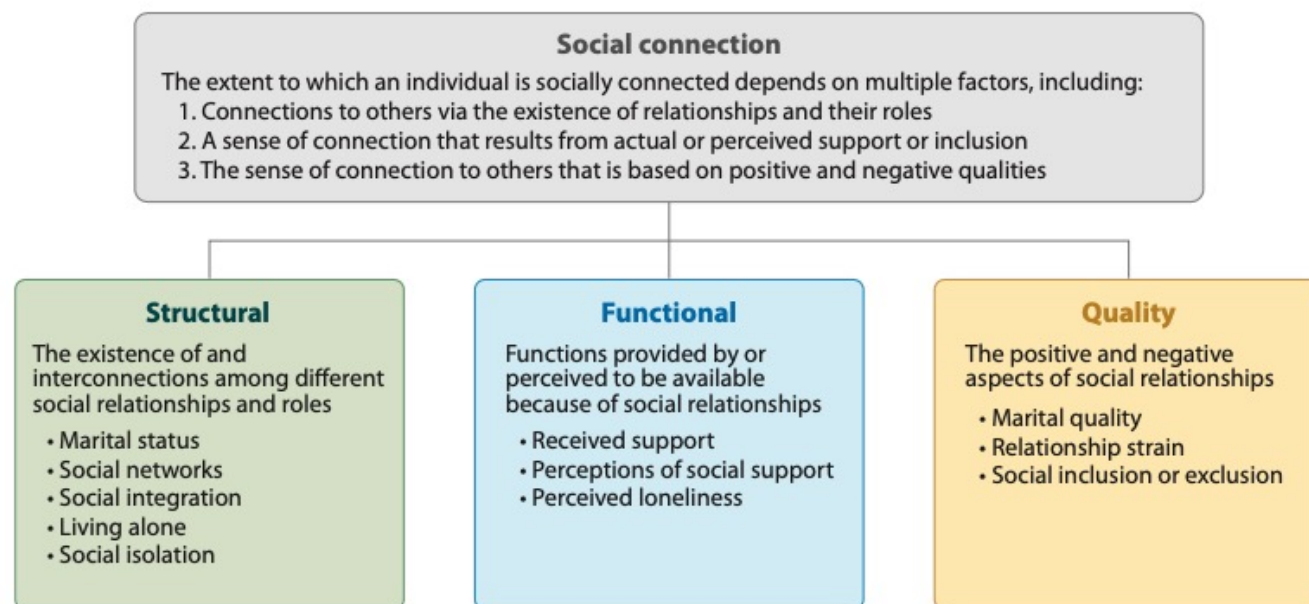 Social connection
The extent to which an individual is socially connected depends on multiple factors, including:
1. Connections to others via the existence of relationships and their roles
2. A sense of connection that results from actual or perceived support or inclusion
3. The sense of connection to others that is based on positive and negative qualities
Structural
The existence of and
interconnections among different
social relationships and roles
• Marital status
• Social networks
• Social integration
• Living alone
• Social isolation
Functional
Functions provided by or
perceived to be available
because of social relationships
• Received support
• Perceptions of social support
• Perceived loneliness
Quality
The positive and negative
aspects of social relationships
• Marital quality
• Relationship strain
• Social inclusion or exclusion